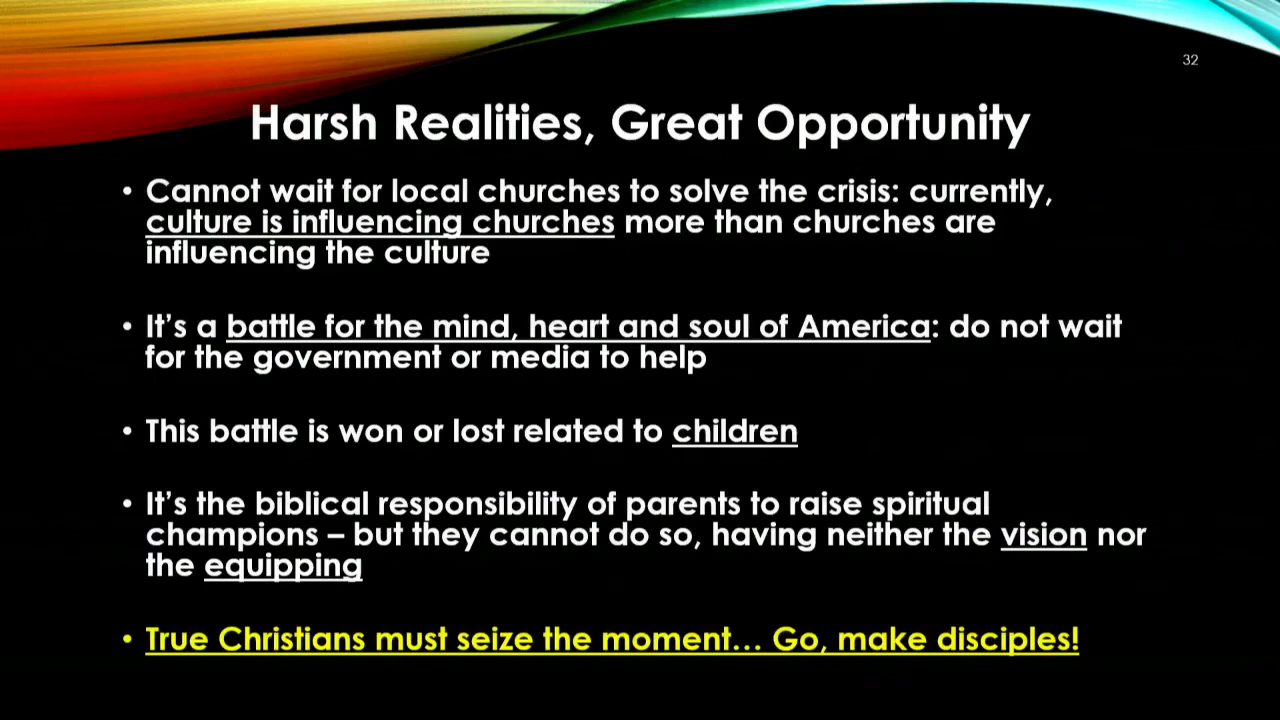 32
Harsh Realities, Great Opportunity
• Cannot wait for local churches to solve the crisis: currently,
culture is influencing churches more than churches are
influencing the culture
• It's a battle for the mind, heart and soul of America: do not wait
for the government or media to help
• This battle is won or lost related to children
• It's the biblical responsibility of parents to raise spiritual
champions – but they cannot do so, having neither the vision nor
the equipping
• True Christians must seize the moment… Go, make disciples!